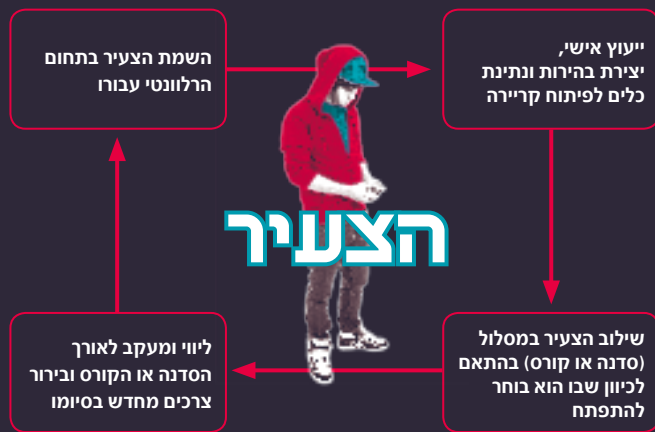 ייעוץ אישי,
יצירת בהירות ונתינת
כלים לפיתוח קריירה
השמת הצעיר בתחום
הרלוונטי עבורו
הצעיר
שילוב הצעיר במסלול
(סדנה או קורס) בהתאם
לכיוון שבו הוא בוחר
להתפתח
ליווי ומעקב לאורך
הסדנה או הקורס ובירור
צרכים מחדש בסיומו